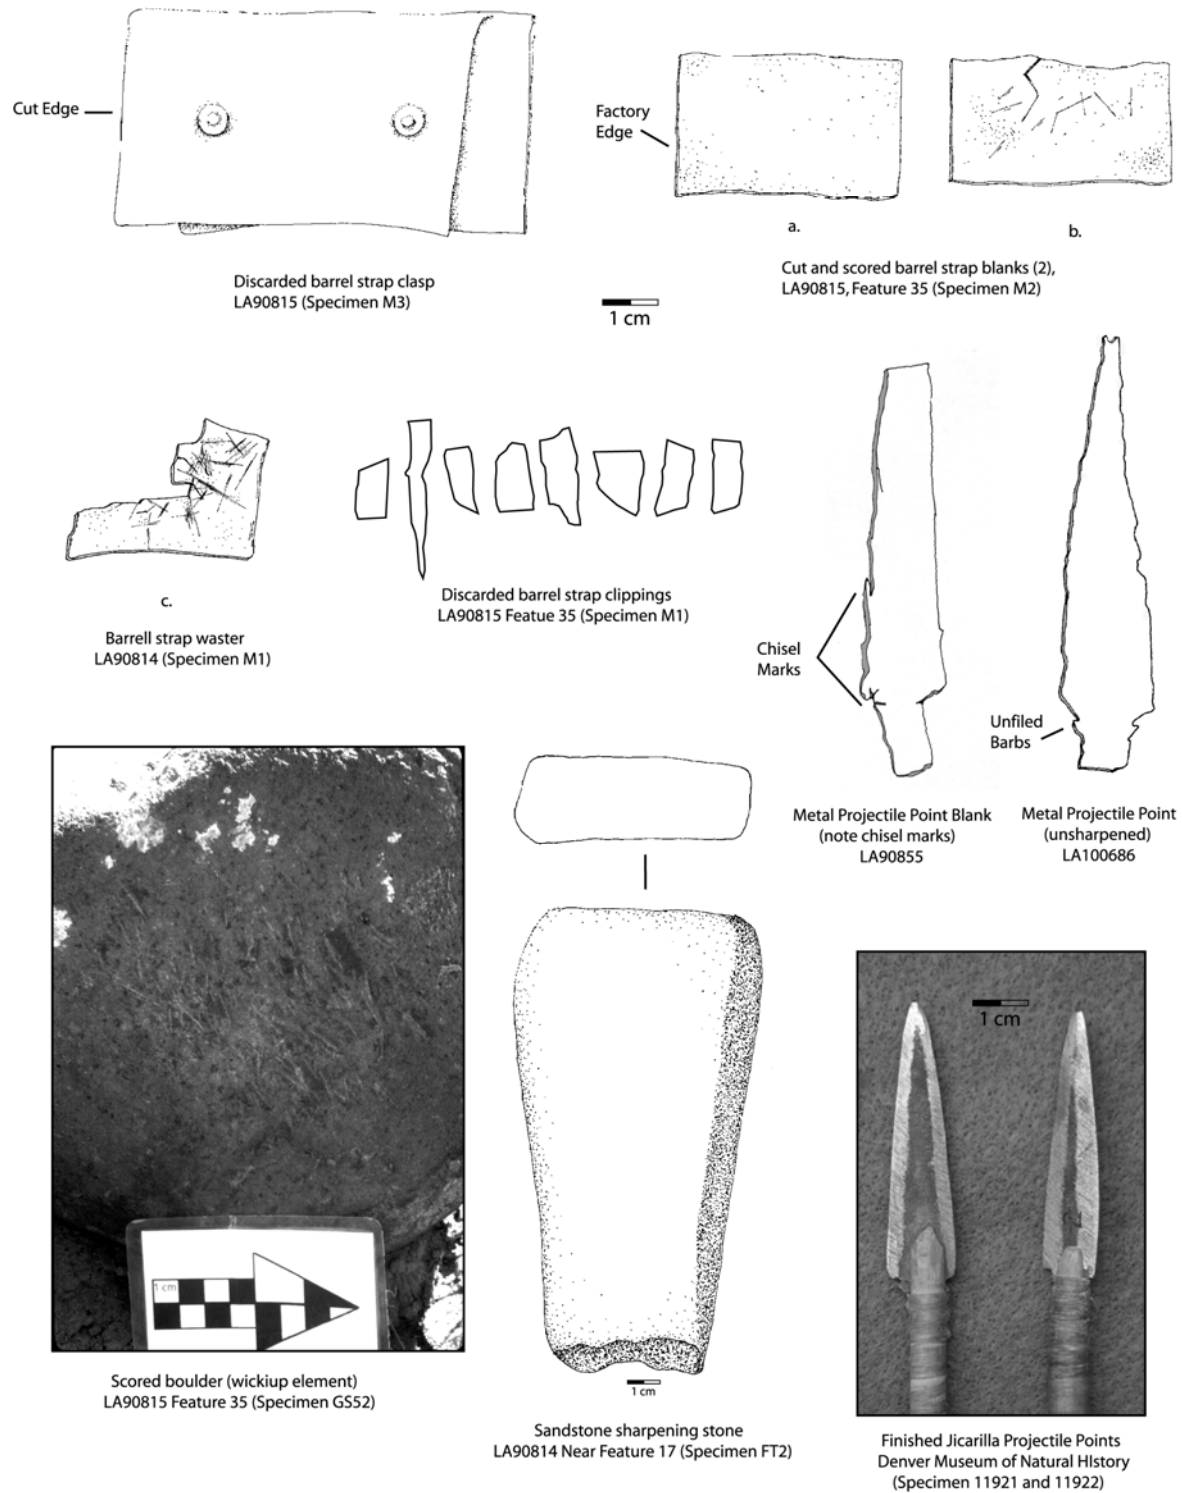 Cut Edge
Factory
Edge
a.
b.
Discarded barrel strap clasp
LA90815 (Specimen M3)
1 cm
Cut and scored barrel strap blanks (2),
LA90815, Feature 35 (Specimen M2)
c.
Barrell strap waster
LA90814 (Specimen M1)
Discarded barrel strap clippings
LA90815 Featue 35 (Specimen M1)
Chisel
Marks
Unfiled
Barbs
Metal Projectile Point Blank
(note chisel marks)
LA90855
Metal Projectile Point
(unsharpened)
LA100686
1 cm
1 cm
Scored boulder (wickiup element)
LA90815 Feature 35 (Specimen GS52)
1 cm
Sandstone sharpening stone
LA90814 Near Feature 17 (Specimen FT2)
Finished Jicarilla Projectile Points
Denver Museum of Natural HIstory
(Specimen 11921 and 11922)